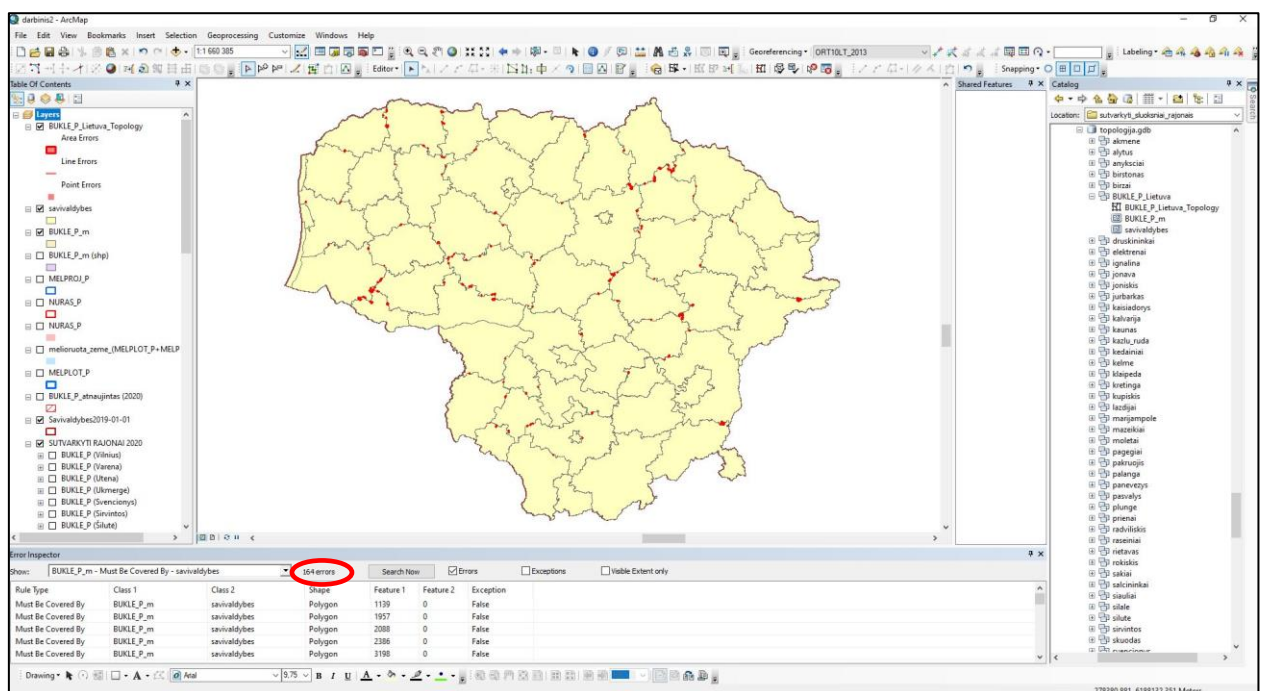 darbinis2 - ArcMap
File Edit View Bookmarks Insert Selection Geoprocessing Customize Windows Help
1:1 660 385
Georeferencing ORT10LT_2013
Labeling
Editor
Snapping
Table Of Contents
Layers
BUKLE_P_Lietuva_Topology
Area Errors
Line Errors
Point Errors
savivaldybes
BUKLE_P_m
BUKLE_P_m (shp)
MELPROJ_P
NURAS_P
NURAS_P
melioruota_zeme_(MELPLOT_P+MELP
MELPLOT_P
BUKLE_P_atnaujintas (2020)
Savivaldybes2019-01-01
SUTVARKYTI RAJONAI 2020
BUKLE_P (Vilnius)
BUKLE_P (Varena)
BUKLE_P (Utena)
BUKLE_P (Ukmerge)
BUKLE_P (Svencionys)
BUKLE_P (Sirvintos)
BUKLE_P (Šilute)
Shared Features
Catalog
Location: sutvarkyti_sluoksniai_rajonais
topologija.gdb
akmene
alytus
anyksciai
birstonas
birzai
BUKLE_P_Lietuva
BUKLE_P_Lietuva_Topology
BUKLE_P_m
savivaldybes
druskininkai
elektrenai
ignalina
jonava
joniskis
jurbarkas
kaisiadorys
kalvarija
kaunas
kazlu_ruda
kedainiai
kelme
klaipeda
kretinga
kupiskis
lazdijai
marijampole
mazeikiai
moletai
pagegiai
pakruojis
palanga
panevezys
pasvalys
plunge
prienai
radviliskis
raseiniai
rietavas
rokiskis
sakiai
salcininkai
siauliai
silale
silute
sirvintos
skuodas
svencionys
Search
Error Inspector
Show: BUKLE_P_m - Must Be Covered By - savivaldybes 164 errors Search Now Errors Exceptions Visible Extent only
Rule Type Class 1 Class 2 Shape Feature 1 Feature 2 Exception
Must Be Covered By BUKLE_P_m savivaldybes Polygon 1139 0 False
Must Be Covered By BUKLE_P_m savivaldybes Polygon 1957 0 False
Must Be Covered By BUKLE_P_m savivaldybes Polygon 2088 0 False
Must Be Covered By BUKLE_P_m savivaldybes Polygon 2386 0 False
Must Be Covered By BUKLE_P_m savivaldybes Polygon 3198 0 False
Drawing A Arial 9,75 B I U A